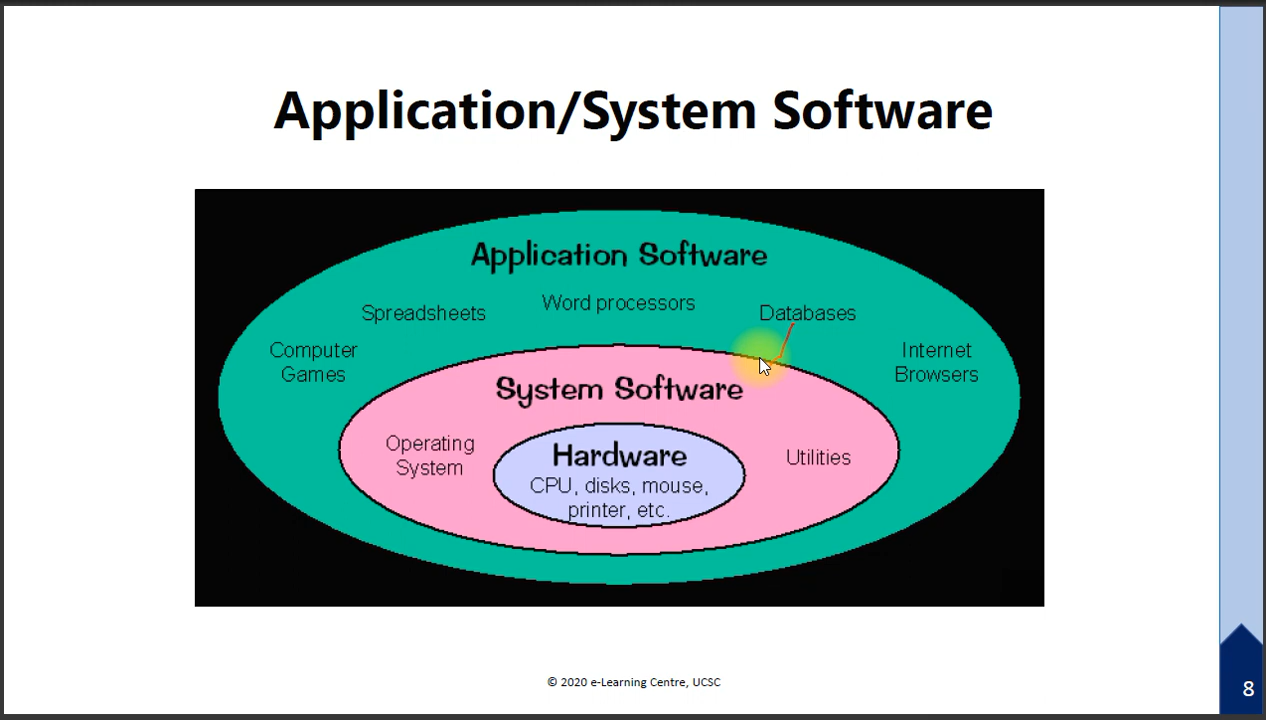 Application/System Software
Application Software
Word processors
Spreadsheets
Databases
Computer
Games
Internet
Browsers
System Software
Operating
System
Utilities
Hardware
CPU, disks, mouse,
printer, etc.
© 2020 e-Learning Centre, UCSC
8